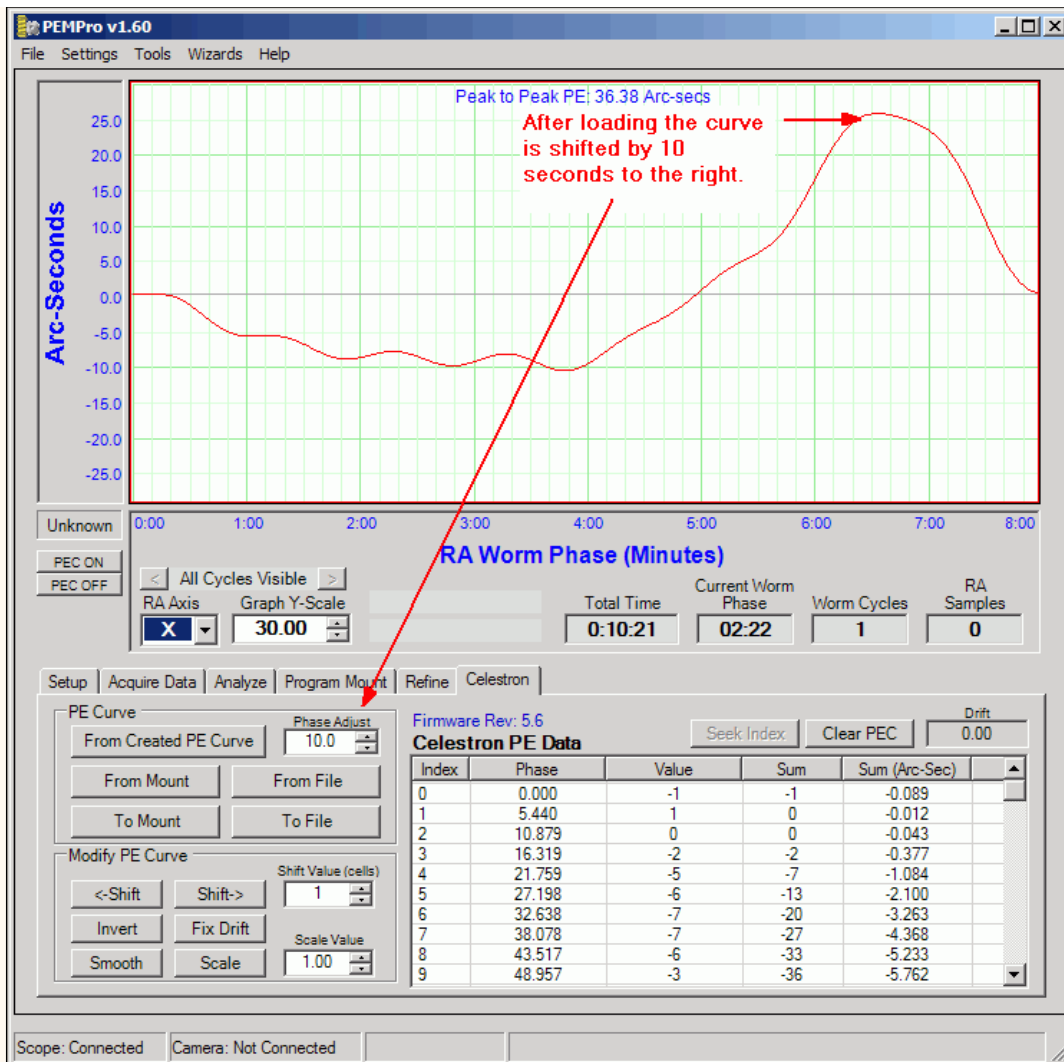 PEMPro v1.60
File Settings Tools Wizards Help
Peak to Peak PE: 36.38 Arc-secs
After loading the curve
is shifted by 10
seconds to the right.
Arc-Seconds
25.0
20.0
15.0
10.0
5.0
0.0
-5.0
-10.0
-15.0
-20.0
-25.0
Unknown
0:00 1:00 2:00 3:00 4:00 5:00 6:00 7:00 8:00
RA Worm Phase (Minutes)
PEC ON
PEC OFF
< All Cycles Visible >
RA Axis
X
Graph Y-Scale
30.00
Total Time
0:10:21
Current Worm
Phase
02:22
Worm Cycles
1
RA
Samples
0
Setup Acquire Data Analyze Program Mount Refine Celestron
PE Curve
From Created PE Curve
Phase Adjust
10.0
From Mount From File
To Mount To File
Modify PE Curve
<-Shift Shift->
Shift Value (cells)
1
Invert Fix Drift
Smooth Scale
Scale Value
1.00
Firmware Rev: 5.6
Celestron PE Data
Seek Index Clear PEC
Drift
0.00
Index Phase Value Sum Sum (Arc-Sec)
0 0.000 -1 -1 -0.089
1 5.440 1 0 -0.012
2 10.879 0 0 -0.043
3 16.319 -2 -2 -0.377
4 21.759 -5 -7 -1.084
5 27.198 -6 -13 -2.100
6 32.638 -7 -20 -3.263
7 38.078 -7 -27 -4.368
8 43.517 -6 -33 -5.233
9 48.957 -3 -36 -5.762
Scope: Connected Camera: Not Connected